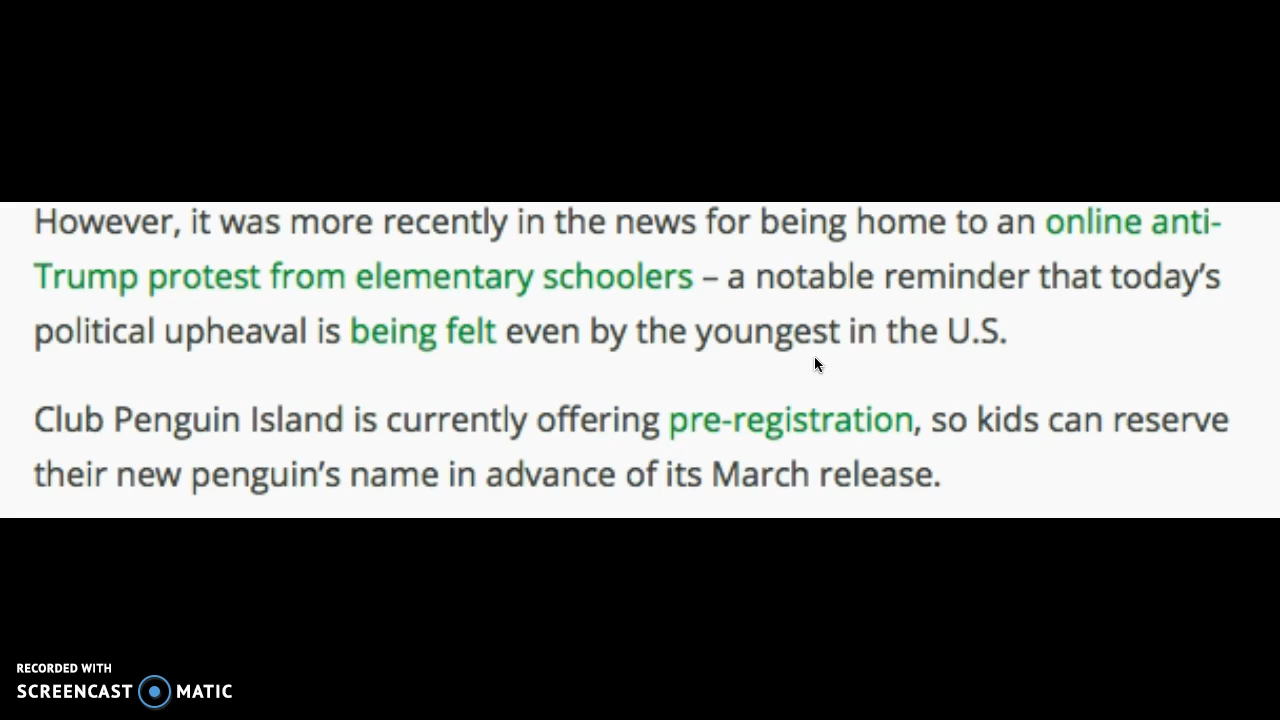 However, it was more recently in the news for being home to an online anti-
Trump protest from elementary schoolers – a notable reminder that today’s
political upheaval is being felt even by the youngest in the U.S.
Club Penguin Island is currently offering pre-registration, so kids can reserve
their new penguin’s name in advance of its March release.
RECORDED WITH
SCREENCAST MATIC